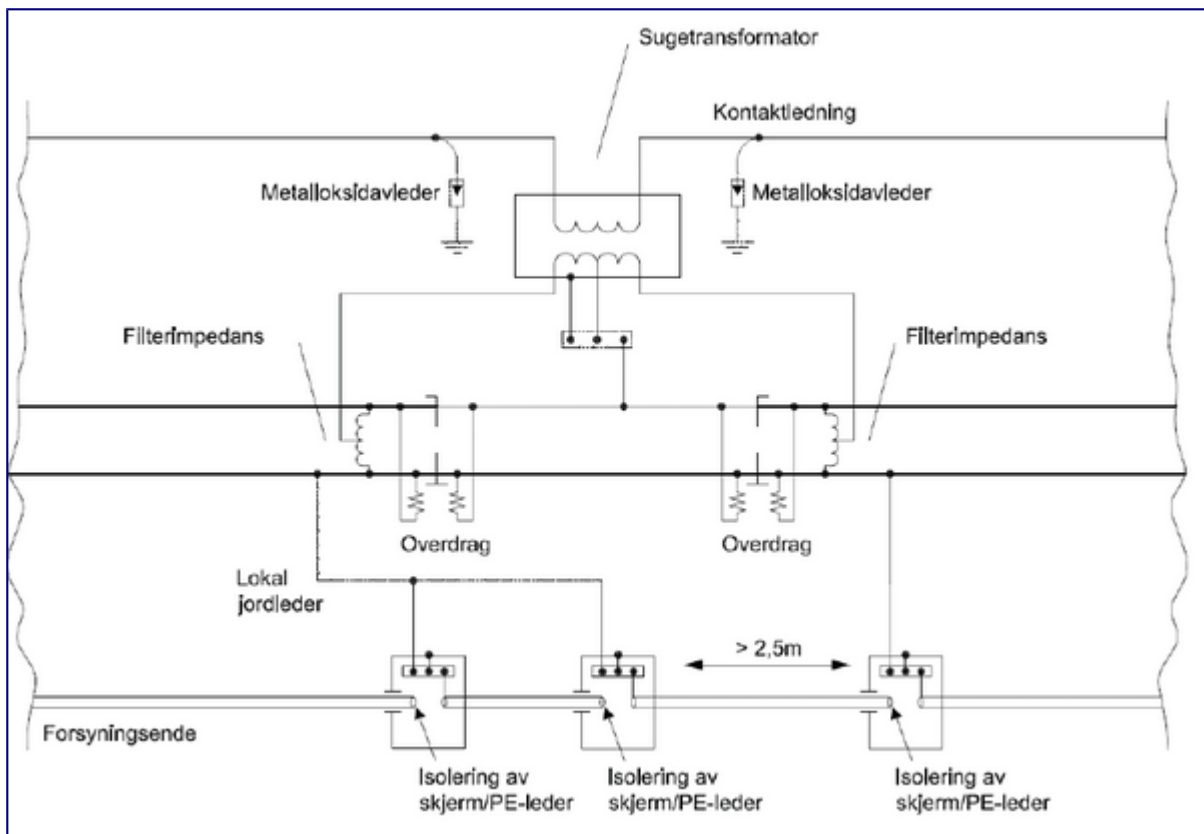 Sugetransformator
Kontaktledning
Metalloksidavleder
Metalloksidavleder
Filterimpedans
Filterimpedans
Overdrag
Overdrag
Lokal
jordleder
> 2,5m
Forsyningsende
Isolering av
skjerm/PE-leder
Isolering av
skjerm/PE-leder
Isolering av
skjerm/PE-leder